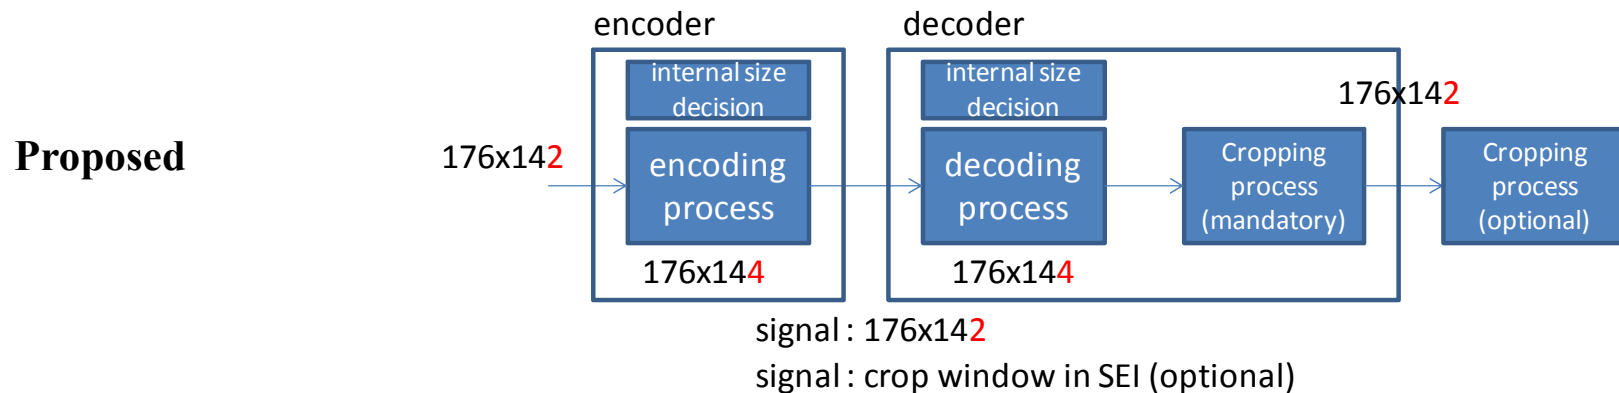 encoder
decoder
internal size
decision
internal size
decision
176x142
Proposed
176x142
encoding
process
decoding
process
Cropping
process
(mandatory)
Cropping
process
(optional)
176x144
176x144
signal : 176x142
signal : crop window in SEI (optional)